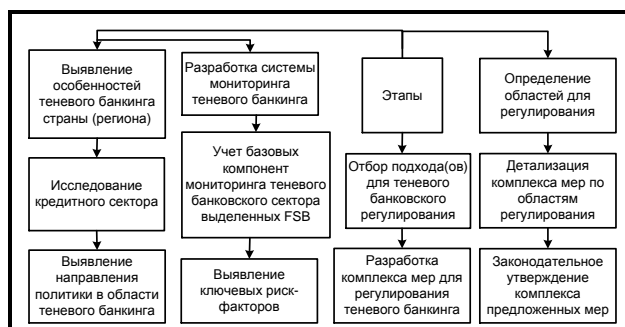 Выявление
особенностей
теневого банкинга
страны (региона)
Исследование
кредитного сектора
Выявление
направления
политики в области
теневого банкинга
Разработка системы
мониторинга
теневого банкинга
Учет базовых
компонент
мониторинга теневого
банковского сектора
выделенных FSB
Выявление
ключевых риск-
факторов
Этапы
Отбор подхода(ов)
для теневого
банковского
регулирования
Разработка
комплекса мер для
регулирования
теневого банкинга
Определение
областей для
регулирования
Детализация
комплекса мер по
областям
регулирования
Законодательное
утверждение
комплекса
предложенных мер